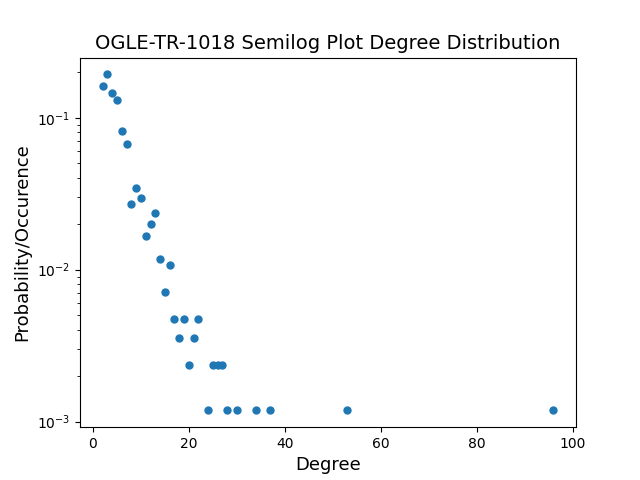 OGLE-TR-1018 Semilog Plot Degree Distribution
Probability/Occurence
10⁻¹
10⁻²
10⁻³
0 20 40 60 80 100
Degree